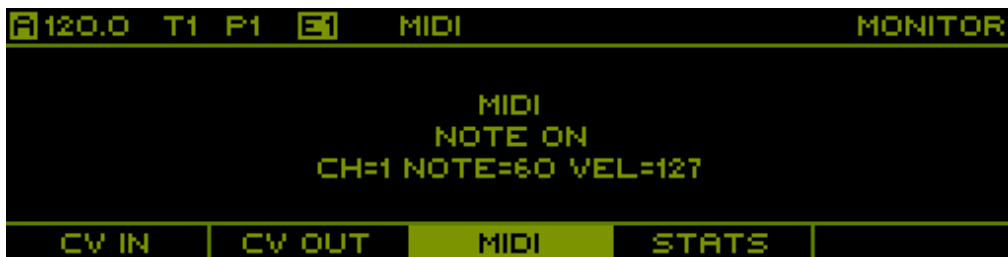 A 120.0 T1 P1 E1 MIDI MONITOR
MIDI
NOTE ON
CH=1 NOTE=60 VEL=127
CV IN CV OUT MIDI STATS